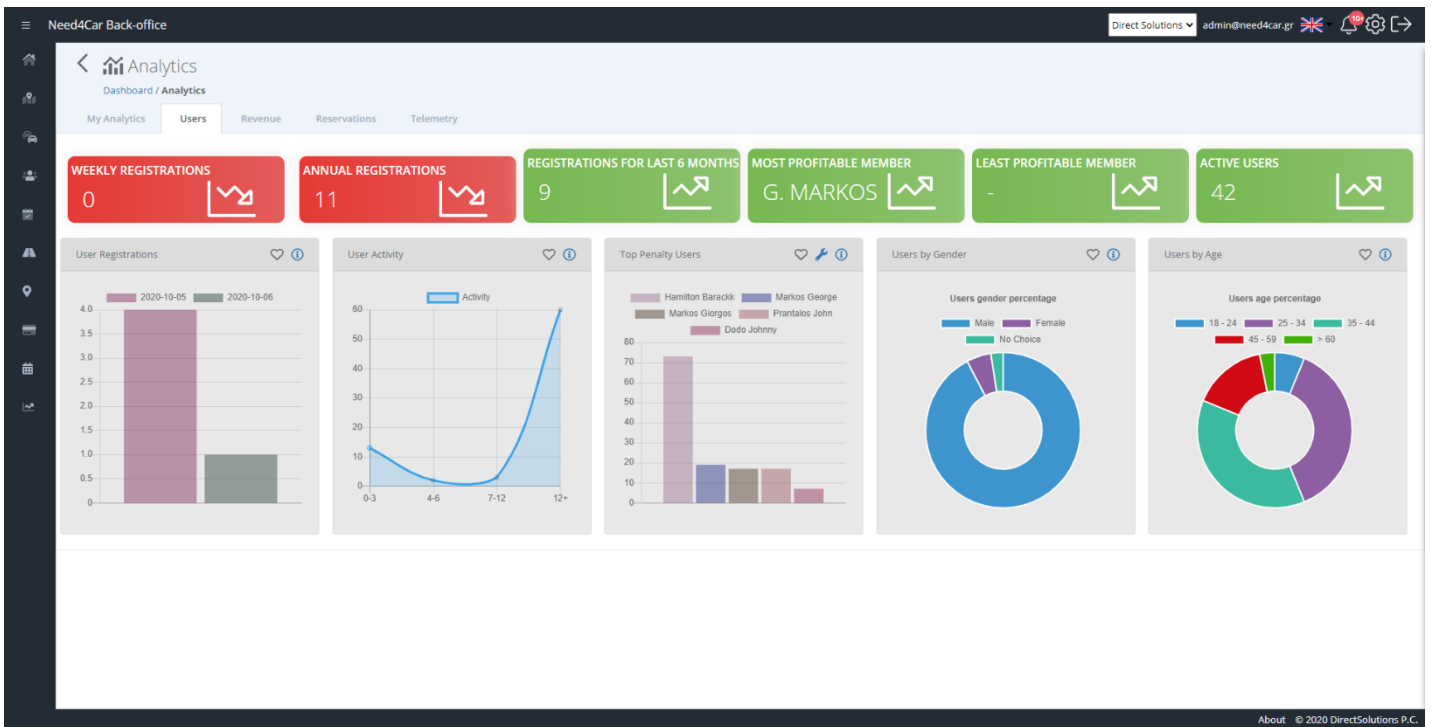 Need4Car Back-office
Direct Solutions
admin@need4car.gr
10+
Analytics
Dashboard / Analytics
My Analytics Users Revenue Reservations Telemetry
WEEKLY REGISTRATIONS
0
ANNUAL REGISTRATIONS
11
REGISTRATIONS FOR LAST 6 MONTHS
9
MOST PROFITABLE MEMBER
G. MARKOS
LEAST PROFITABLE MEMBER
-
ACTIVE USERS
42
User Registrations
2020-10-05 2020-10-06
4.0
3.5
3.0
2.5
2.0
1.5
1.0
0.5
0
User Activity
Activity
60
50
40
30
20
10
0
0-3 4-6 7-12 12+
Top Penalty Users
Hamilton Barackk Markos George
Markos Giorgos Prantalos John
Dodo Johnny
80
70
60
50
40
30
20
10
0
Users by Gender
Users gender percentage
Male Female
No Choice
Users by Age
Users age percentage
18 - 24 25 - 34 35 - 44
45 - 59 > 60
About © 2020 DirectSolutions P.C.